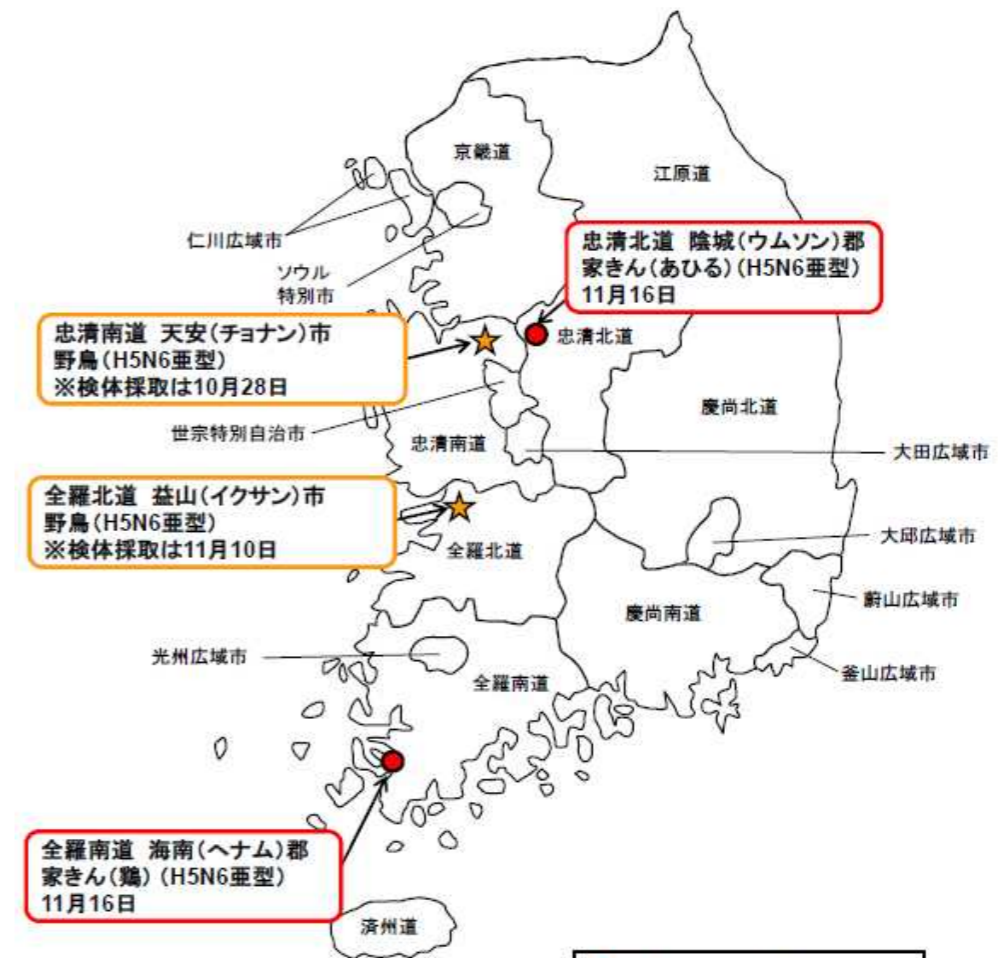 京畿道
江原道
仁川広域市
ソウル
特別市
忠清北道 陰城(ウムソン)郡
家きん(あひる)(H5N6亜型)
11月16日
忠清南道 天安(チョナン)市
野鳥(H5N6亜型)
※検体採取は10月28日
忠清北道
慶尚北道
世宗特別自治市
忠清南道
大田広域市
全羅北道 益山(イクサン)市
野鳥(H5N6亜型)
※検体採取は11月10日
全羅北道
大邱広域市
蔚山広域市
慶尚南道
光州広域市
釜山広域市
全羅南道
全羅南道 海南(ヘナム)郡
家きん(鶏)(H5N6亜型)
11月16日
済州道